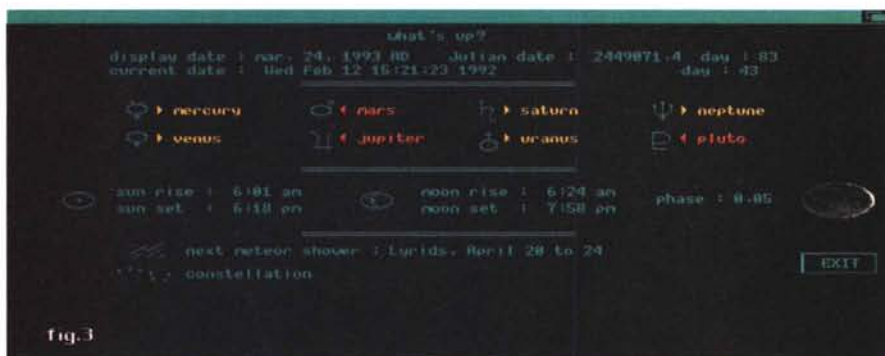 what's up?
display date : mar. 24, 1993 AD Julian date : 2449071.4 day : 83
current date : Wed Feb 12 15:21:23 1992 day : 43
mercury mars saturn neptune
venus jupiter uranus pluto
sun rise : 6:01 am moon rise : 6:24 am
sun set : 6:18 pm moon set : 7:58 pm phase : 0.05
next meteor shower : Lyrids, April 20 to 24
constellation
EXIT
fig.3